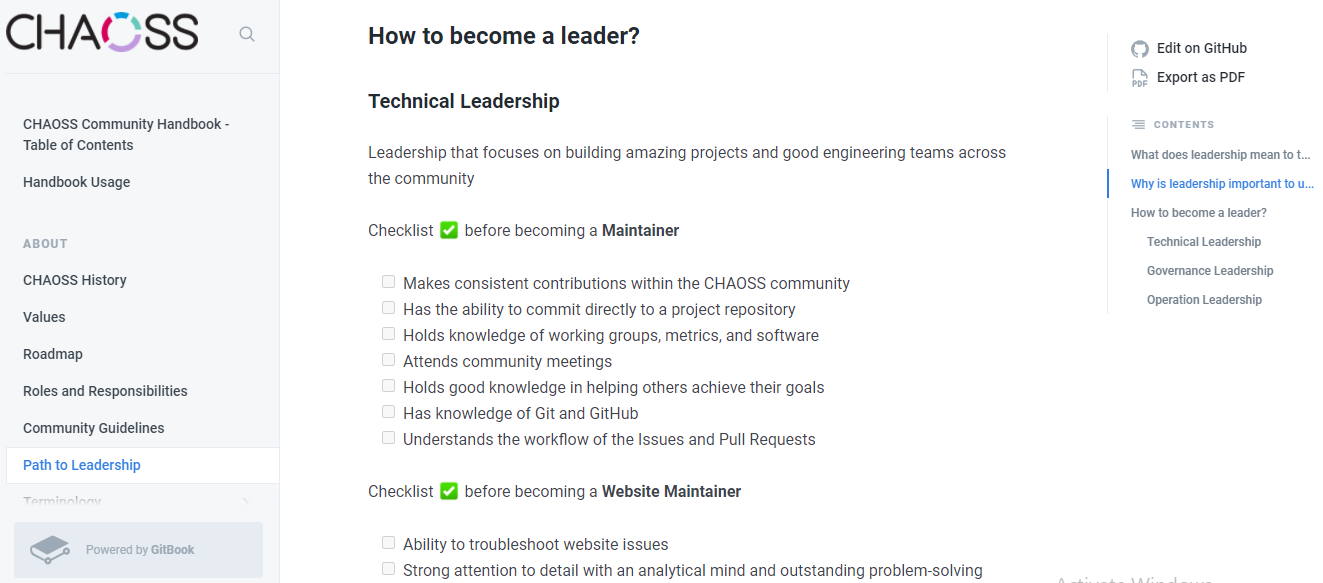 CHAOSS
CHAOSS Community Handbook -
Table of Contents
Handbook Usage
ABOUT
CHAOSS History
Values
Roadmap
Roles and Responsibilities
Community Guidelines
Path to Leadership
Terminology
Powered by GitBook
How to become a leader?
Technical Leadership
Leadership that focuses on building amazing projects and good engineering teams across
the community
Checklist ✅ before becoming a Maintainer
Makes consistent contributions within the CHAOSS community
Has the ability to commit directly to a project repository
Holds knowledge of working groups, metrics, and software
Attends community meetings
Holds good knowledge in helping others achieve their goals
Has knowledge of Git and GitHub
Understands the workflow of the Issues and Pull Requests
Checklist ✅ before becoming a Website Maintainer
Ability to troubleshoot website issues
Strong attention to detail with an analytical mind and outstanding problem-solving
Edit on GitHub
PDF
Export as PDF
CONTENTS
What does leadership mean to t...
Why is leadership important to u...
How to become a leader?
Technical Leadership
Governance Leadership
Operation Leadership
Activate Windows